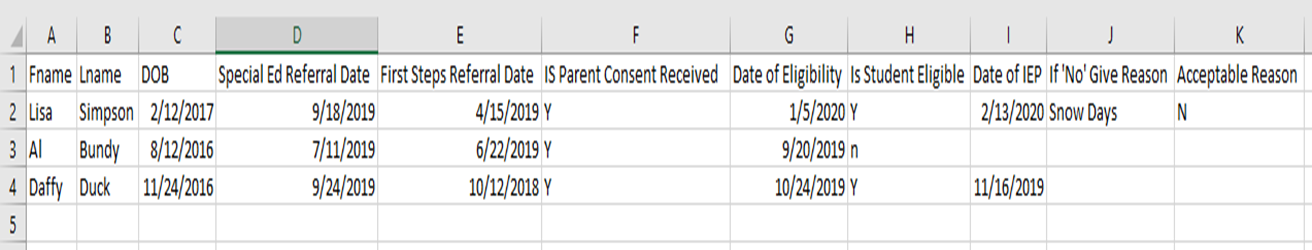 A B C D E F G H I J K
1 Fname Lname DOB Special Ed Referral Date First Steps Referral Date IS Parent Consent Received Date of Eligibility Is Student Eligible Date of IEP If 'No' Give Reason Acceptable Reason
2 Lisa Simpson 2/12/2017 9/18/2019 4/15/2019 Y 1/5/2020 Y 2/13/2020 Snow Days N
3 Al Bundy 8/12/2016 7/11/2019 6/22/2019 Y 9/20/2019 n
4 Daffy Duck 11/24/2016 9/24/2019 10/12/2018 Y 10/24/2019 Y 11/16/2019
5